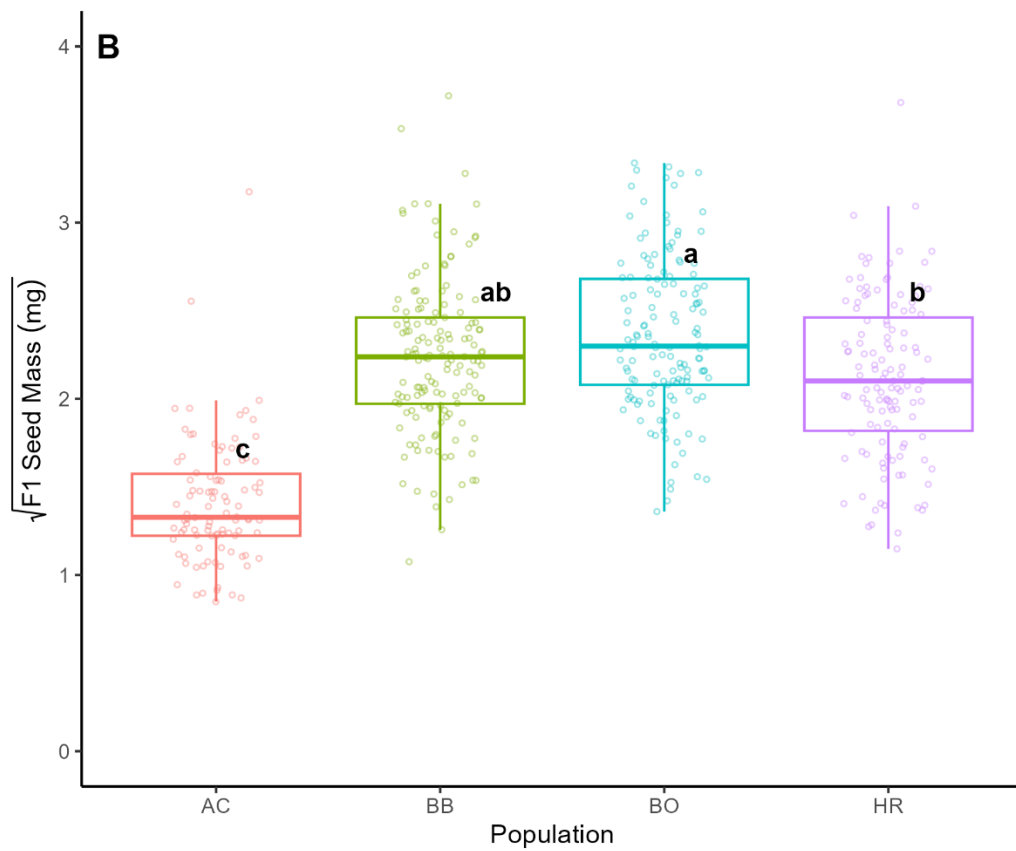 B
4
3
2
1
0
√F1 Seed Mass (mg)
c
ab
a
b
AC BB BO HR
Population